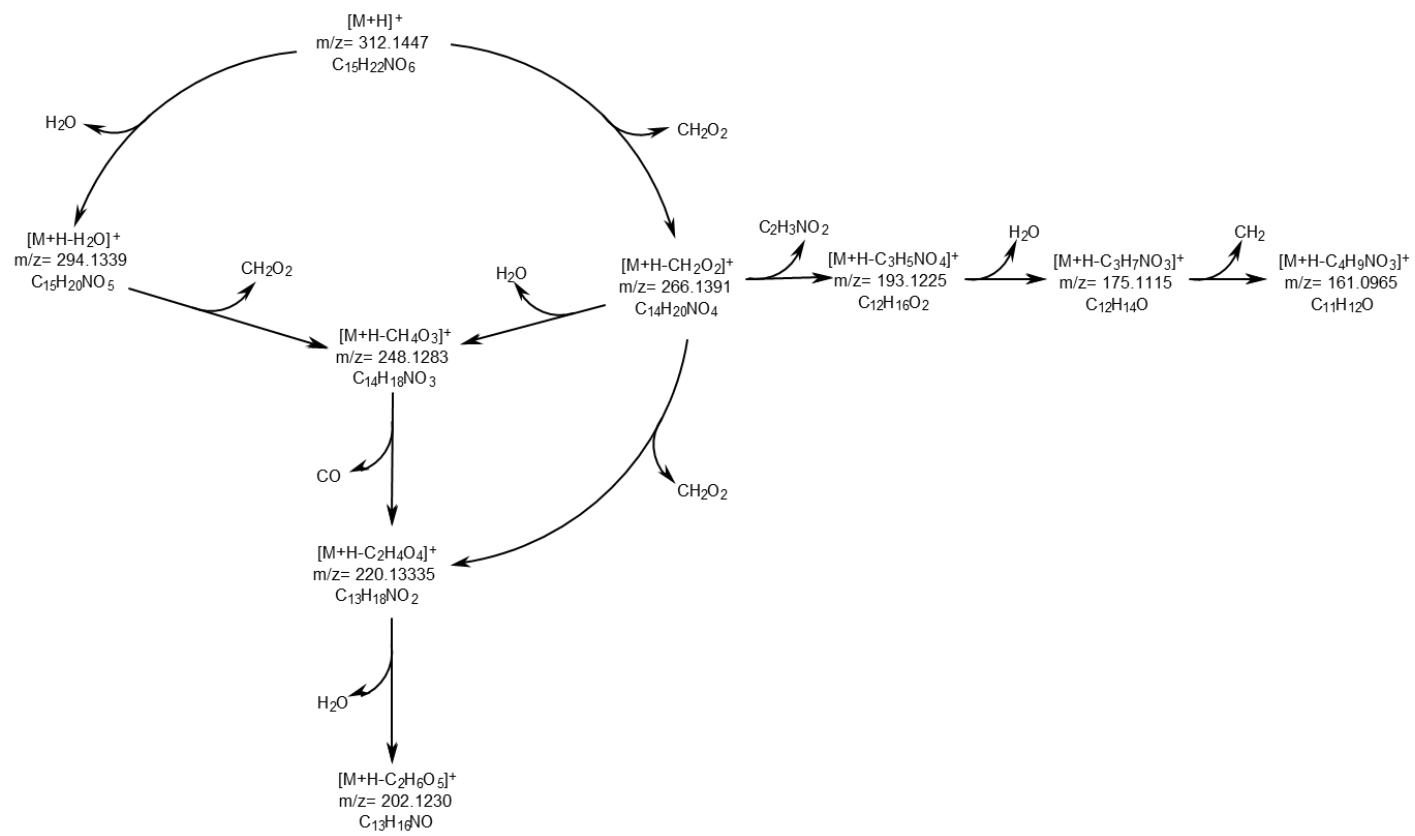 [M+H]⁺
m/z= 312.1447
C₁₅H₂₂NO₆
H₂O
CH₂O₂
[M+H-H₂O]⁺
m/z= 294.1339
C₁₅H₂₀NO₅
CH₂O₂
H₂O
[M+H-CH₂O₂]⁺
m/z= 266.1391
C₁₄H₂₀NO₄
C₂H₃NO₂
[M+H-C₃H₅NO₄]⁺
m/z= 193.1225
C₁₂H₁₆O₂
H₂O
[M+H-C₃H₇NO₃]⁺
m/z= 175.1115
C₁₂H₁₄O
CH₂
[M+H-C₄H₉NO₃]⁺
m/z= 161.0965
C₁₁H₁₂O
[M+H-CH₄O₃]⁺
m/z= 248.1283
C₁₄H₁₈NO₃
CO
CH₂O₂
[M+H-C₂H₄O₄]⁺
m/z= 220.13335
C₁₃H₁₈NO₂
H₂O
[M+H-C₂H₆O₅]⁺
m/z= 202.1230
C₁₃H₁₆NO